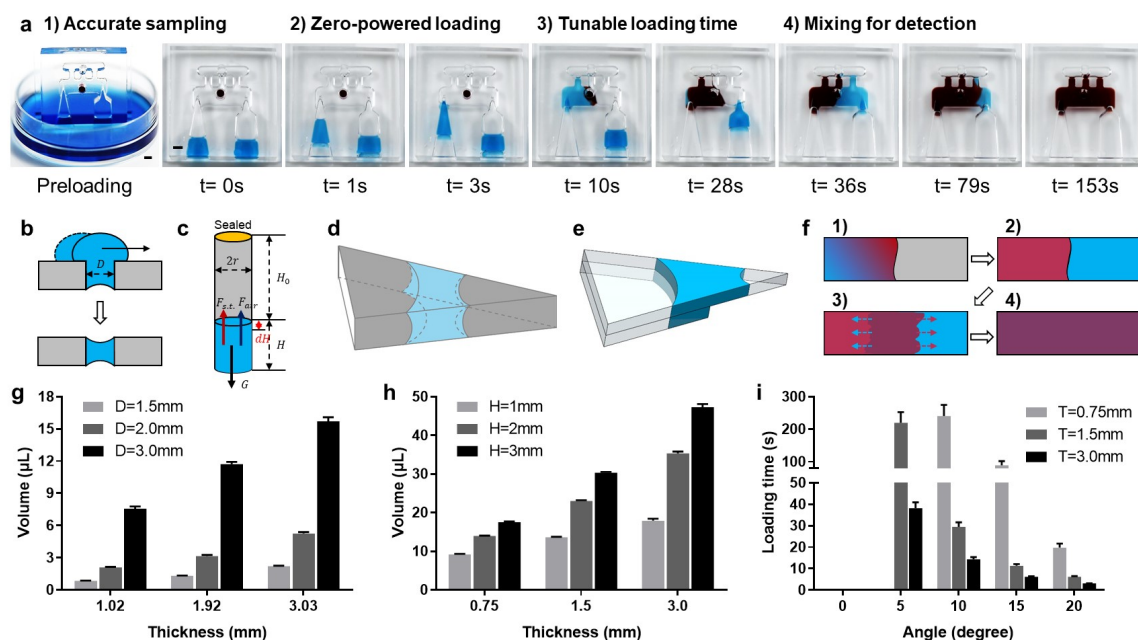 a 1) Accurate sampling 2) Zero-powered loading 3) Tunable loading time 4) Mixing for detection
Preloading t= 0s t= 1s t= 3s t= 10s t= 28s t= 36s t= 79s t= 153s
b
D
c
Sealed
2r
H₀
Fs.t. Fair
dH
H
G
d
e
f
1) 2)
3) 4)
g
D=1.5mm
D=2.0mm
D=3.0mm
Volume (µL)
18
15
12
9
6
3
0
1.02 1.92 3.03
Thickness (mm)
h
H=1mm
H=2mm
H=3mm
Volume (µL)
50
40
30
20
10
0
0.75 1.5 3.0
Thickness (mm)
i
T=0.75mm
T=1.5mm
T=3.0mm
Loading time (s)
300
200
100
50
40
30
20
10
0
0 5 10 15 20
Angle (degree)